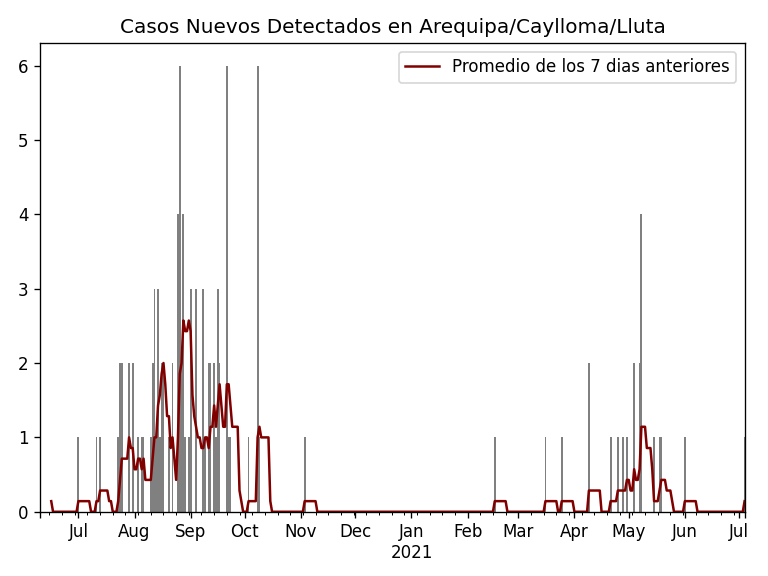 Casos Nuevos Detectados en Arequipa/Caylloma/Lluta
Promedio de los 7 dias anteriores
6
5
4
3
2
1
0
Jul Aug Sep Oct Nov Dec Jan Feb Mar Apr May Jun Jul
2021